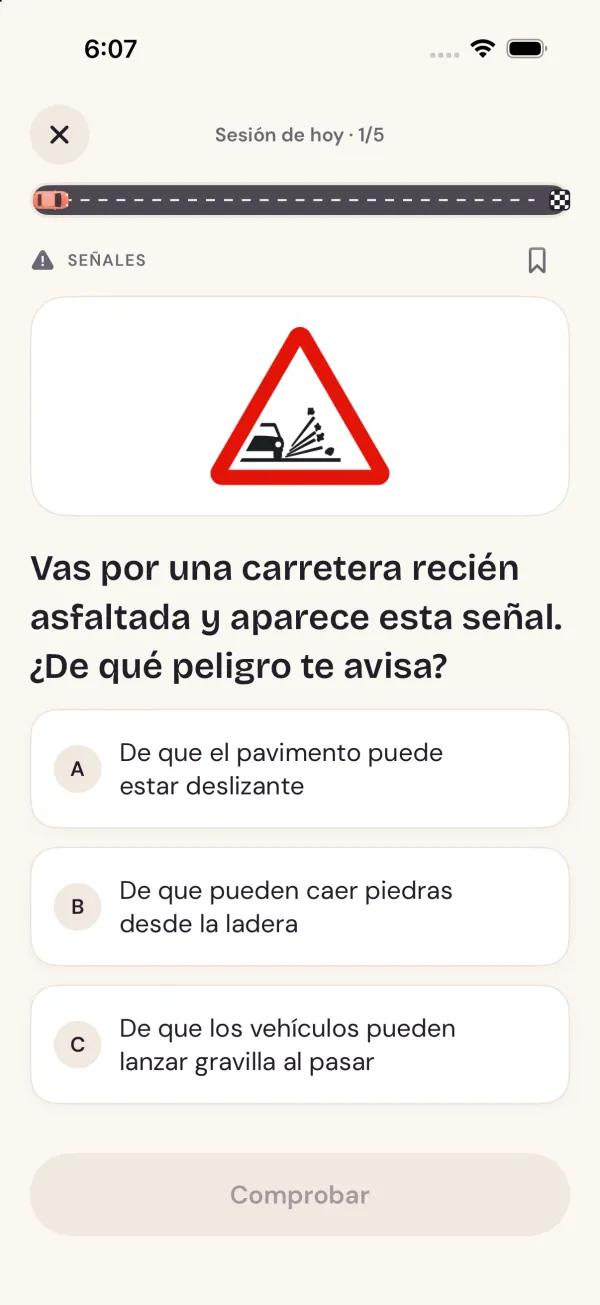 6:07
Sesión de hoy · 1/5
SEÑALES
Vas por una carretera recién
asfaltada y aparece esta señal.
¿De qué peligro te avisa?
A
De que el pavimento puede
estar deslizante
B
De que pueden caer piedras
desde la ladera
C
De que los vehículos pueden
lanzar gravilla al pasar
Comprobar